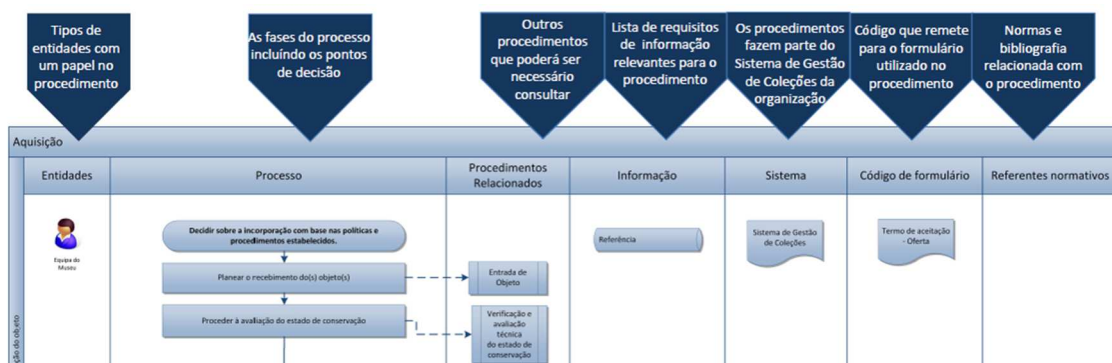 Tipos de
entidades com
um papel no
procedimento
As fases do processo
incluíndo os pontos
de decisão
Outros
procedimentos
que poderá ser
necessário
consultar
Lista de requisitos
de informação
relevantes para o
procedimento
Os procedimentos
fazem parte do
Sistema de Gestão
de Coleções da
organização
Código que remete
para o formulário
utilizado no
procedimento
Normas e
bibliografia
relacionada com
o procedimento
Aquisição
Entidades
Processo
Procedimentos
Relacionados
Informação
Sistema
Código de formulário
Referentes normativos
Equipa do
Museu
Decidir sobre a incorporação com base nas políticas e
procedimentos estabelecidos.
Referência
Sistema de Gestão
de Coleções
Termo de aceitação
- Oferta
Planear o recebimento do(s) objeto(s)
Entrada de
Objeto
Proceder à avaliação do estado de conservação
Verificação e
avaliação
técnica
do estado de
conservação
do objeto